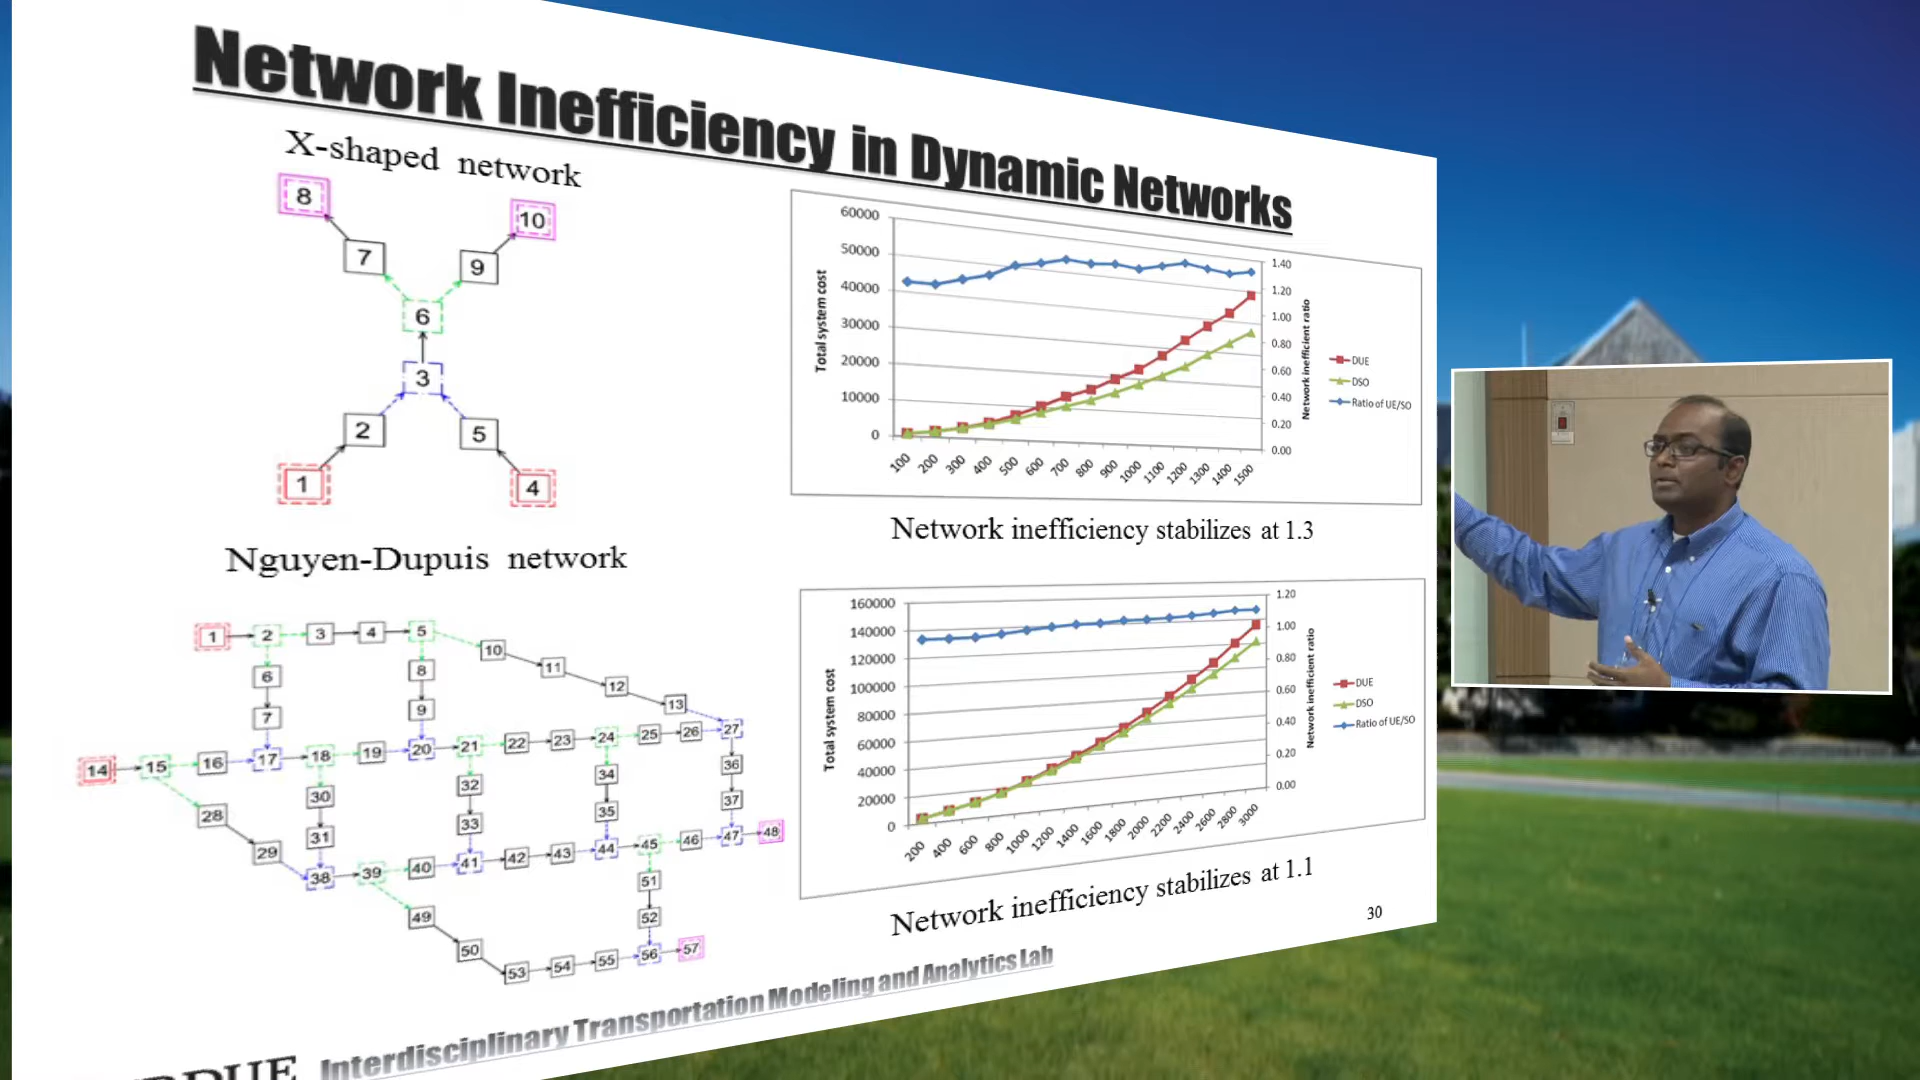 Network Inefficiency in Dynamic Networks
X-shaped network
8
10
7
9
6
3
2
5
1
4
60000
50000
40000
30000
20000
10000
0
Total system cost
1.40
1.20
1.00
0.80
0.60
0.40
0.20
0.00
Network inefficient ratio
100 200 300 400 500 600 700 800 900 1000 1100 1200 1300 1400 1500
DUE
DSO
Ratio of UE/SO
Network inefficiency stabilizes at 1.3
Nguyen-Dupuis network
1 2 3 4 5
10
11
12
13
6
8
7
9
14 15 16 17 18 19 20 21 22 23 24 25 26 27
28
30
32
34
36
29
31
33
35
37
38 39 40 41 42 43 44 45 46 47 48
49
51
50
52
53 54 55 56 57
160000
140000
120000
100000
80000
60000
40000
20000
0
Total system cost
1.20
1.00
0.80
0.60
0.40
0.20
0.00
Network inefficient ratio
200 400 600 800 1000 1200 1400 1600 1800 2000 2200 2400 2600 2800 3000
DUE
DSO
Ratio of UE/SO
Network inefficiency stabilizes at 1.1
30
Interdisciplinary Transportation Modeling and Analytics Lab